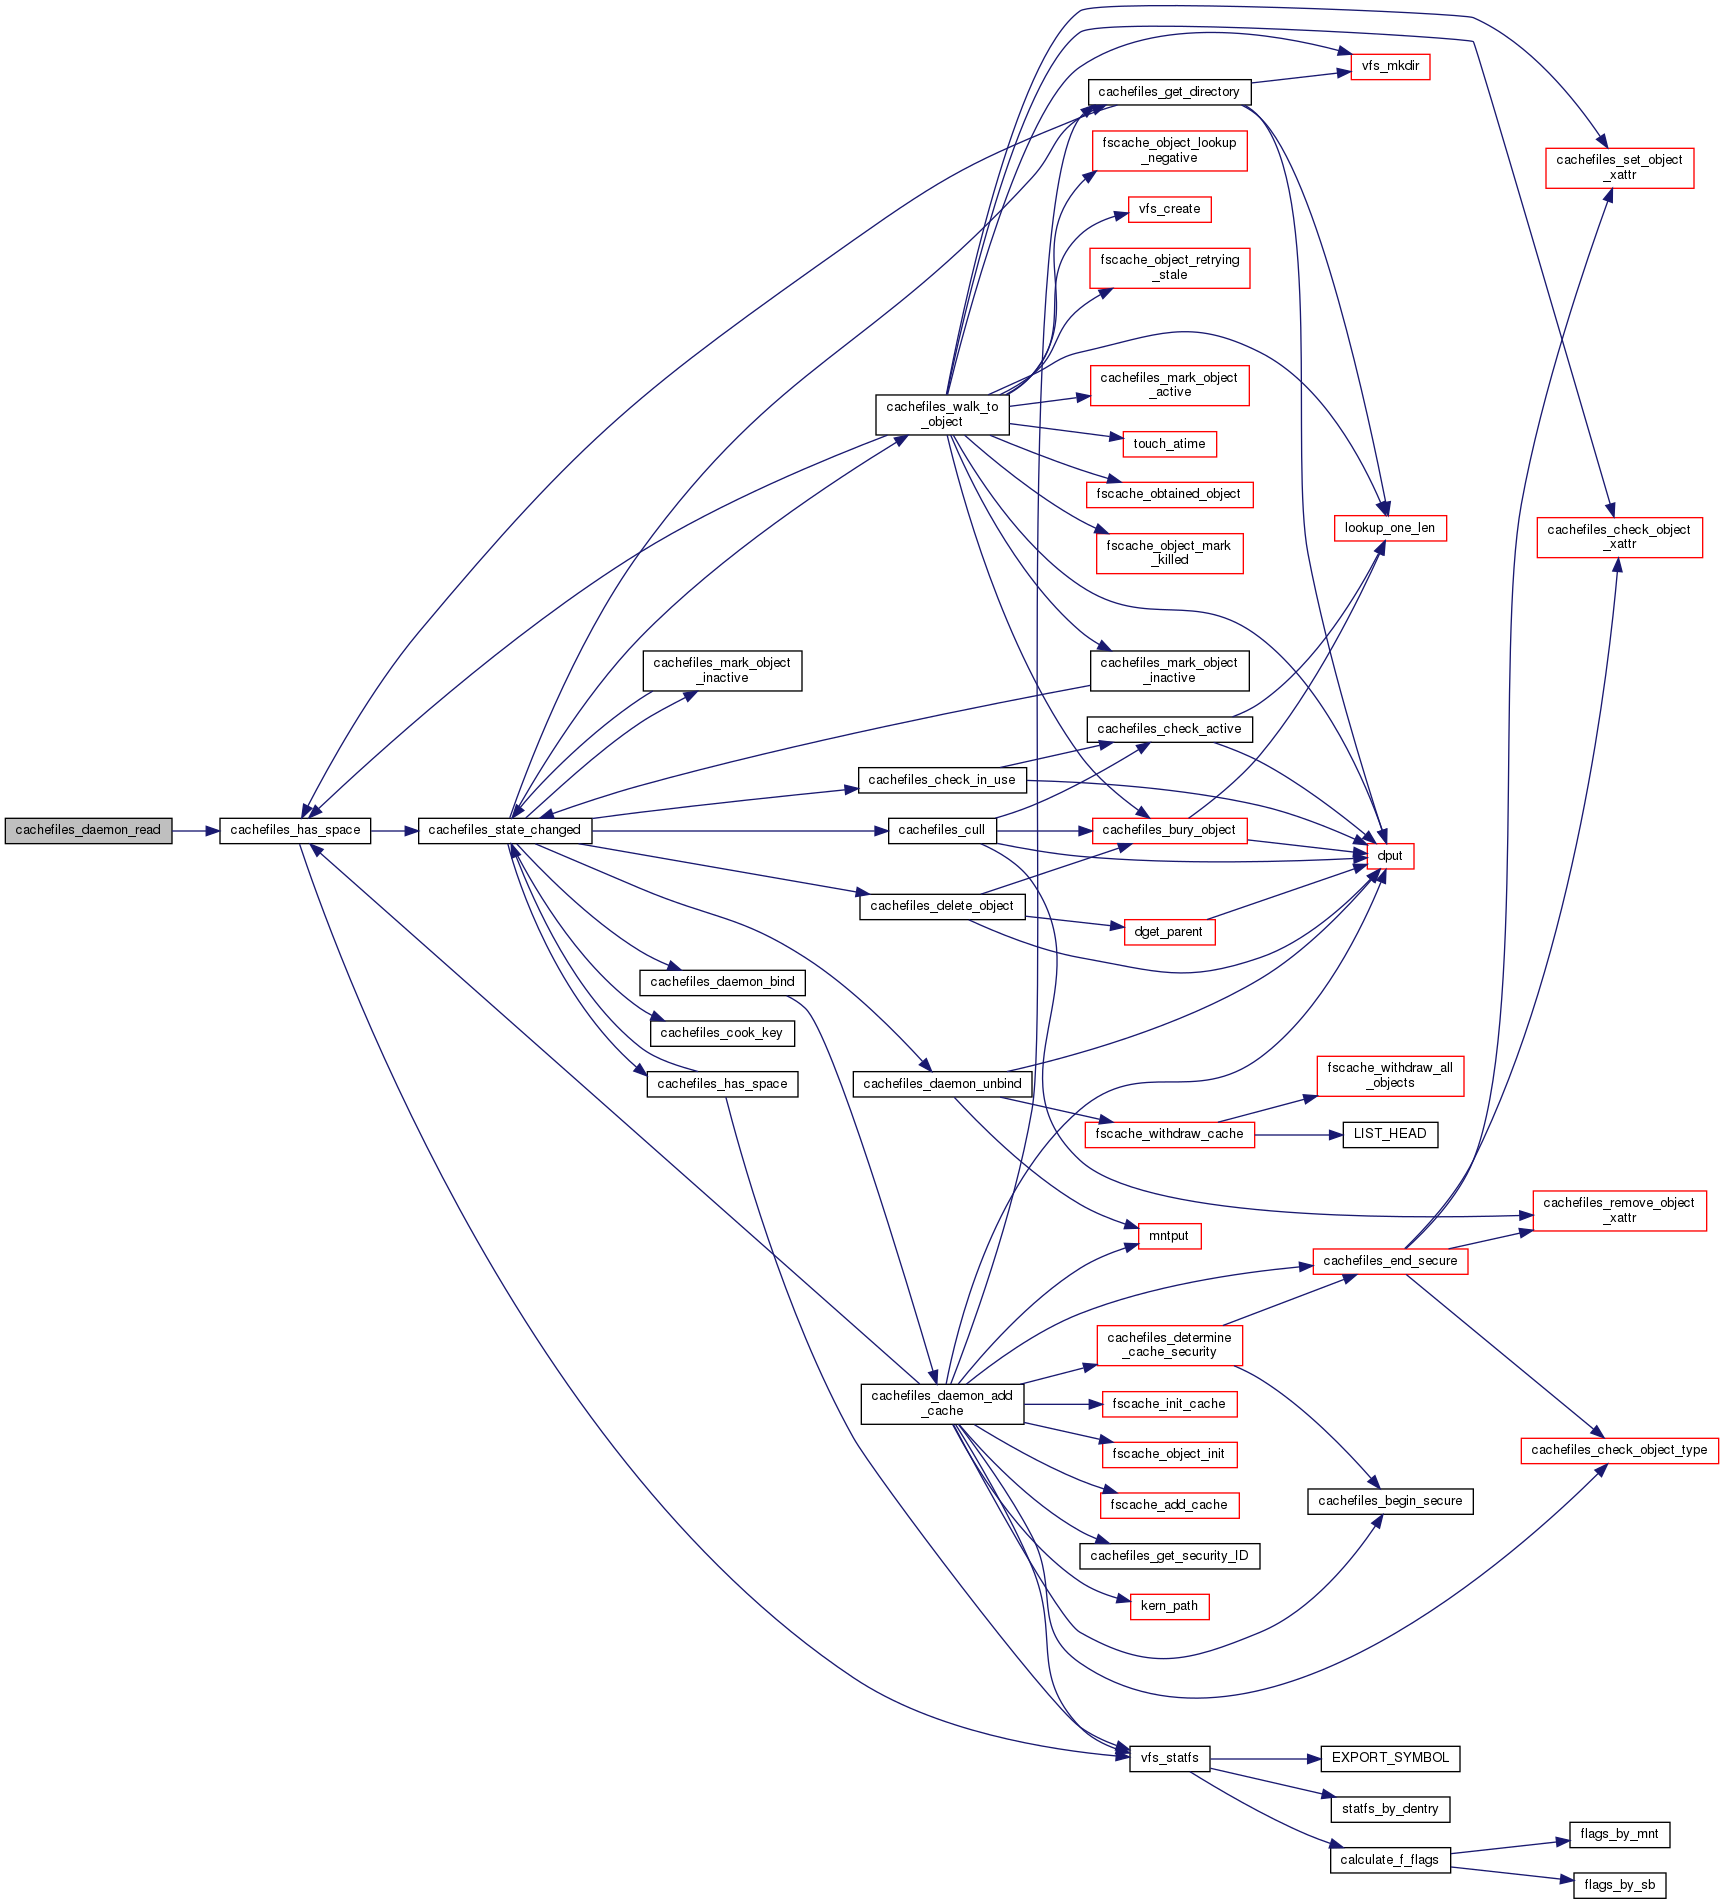 vfs_mkdir
cachefiles_get_directory
fscache_object_lookup
_negative
cachefiles_set_object
_xattr
vfs_create
fscache_object_retrying
_stale
cachefiles_mark_object
_active
cachefiles_walk_to
_object
touch_atime
fscache_obtained_object
lookup_one_len
cachefiles_check_object
_xattr
fscache_object_mark
_killed
cachefiles_mark_object
_inactive
cachefiles_mark_object
_inactive
cachefiles_check_active
cachefiles_check_in_use
cachefiles_daemon_read
cachefiles_has_space
cachefiles_state_changed
cachefiles_cull
cachefiles_bury_object
dput
cachefiles_delete_object
dget_parent
cachefiles_daemon_bind
cachefiles_cook_key
cachefiles_has_space
cachefiles_daemon_unbind
fscache_withdraw_all
_objects
fscache_withdraw_cache
LIST_HEAD
cachefiles_remove_object
_xattr
mntput
cachefiles_end_secure
cachefiles_determine
_cache_security
cachefiles_daemon_add
_cache
fscache_init_cache
fscache_object_init
cachefiles_check_object_type
fscache_add_cache
cachefiles_begin_secure
cachefiles_get_security_ID
kern_path
vfs_statfs
EXPORT_SYMBOL
statfs_by_dentry
flags_by_mnt
calculate_f_flags
flags_by_sb